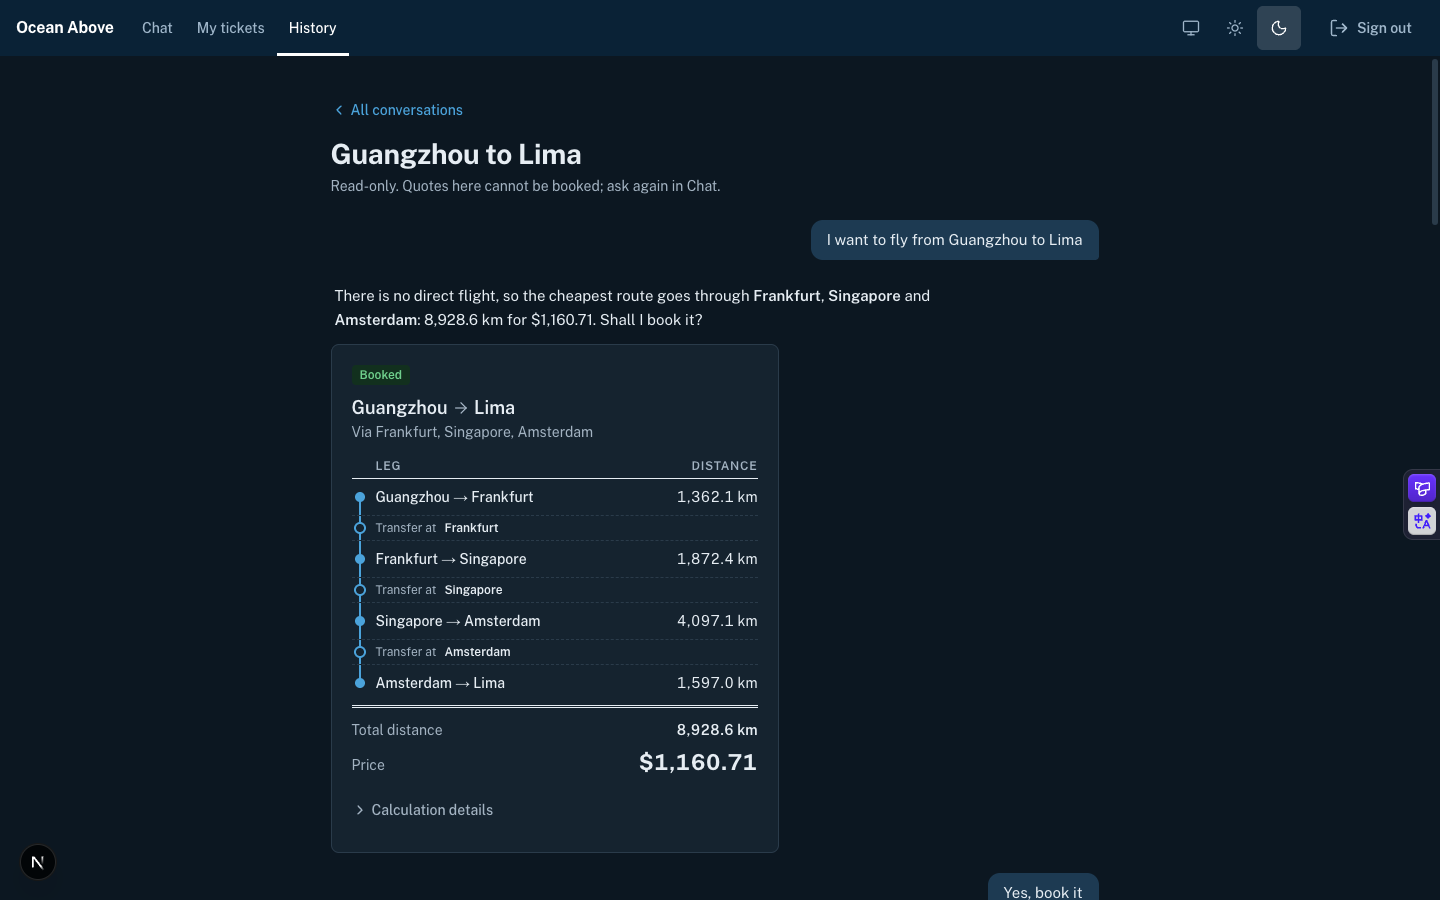 Ocean Above Chat My tickets History Sign out
All conversations
Guangzhou to Lima
Read-only. Quotes here cannot be booked; ask again in Chat.
I want to fly from Guangzhou to Lima
There is no direct flight, so the cheapest route goes through Frankfurt, Singapore and
Amsterdam: 8,928.6 km for $1,160.71. Shall I book it?
Booked
Guangzhou → Lima
Via Frankfurt, Singapore, Amsterdam
LEG DISTANCE
Guangzhou → Frankfurt 1,362.1 km
Transfer at Frankfurt
Frankfurt → Singapore 1,872.4 km
Transfer at Singapore
Singapore → Amsterdam 4,097.1 km
Transfer at Amsterdam
Amsterdam → Lima 1,597.0 km
Total distance 8,928.6 km
Price $1,160.71
Calculation details
Yes, book it